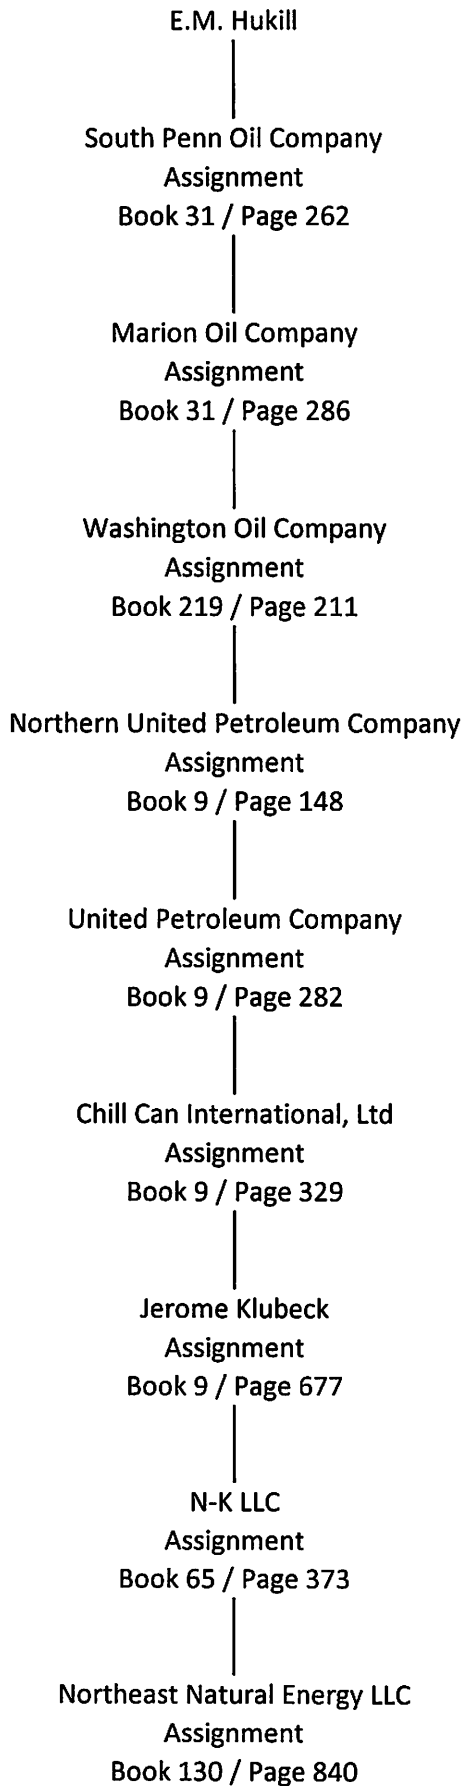 E.M. Hukill
South Penn Oil Company
Assignment
Book 31 / Page 262
Marion Oil Company
Assignment
Book 31 / Page 286
Washington Oil Company
Assignment
Book 219 / Page 211
Northern United Petroleum Company
Assignment
Book 9 / Page 148
United Petroleum Company
Assignment
Book 9 / Page 282
Chill Can International, Ltd
Assignment
Book 9 / Page 329
Jerome Klubeck
Assignment
Book 9 / Page 677
N-K LLC
Assignment
Book 65 / Page 373
Northeast Natural Energy LLC
Assignment
Book 130 / Page 840